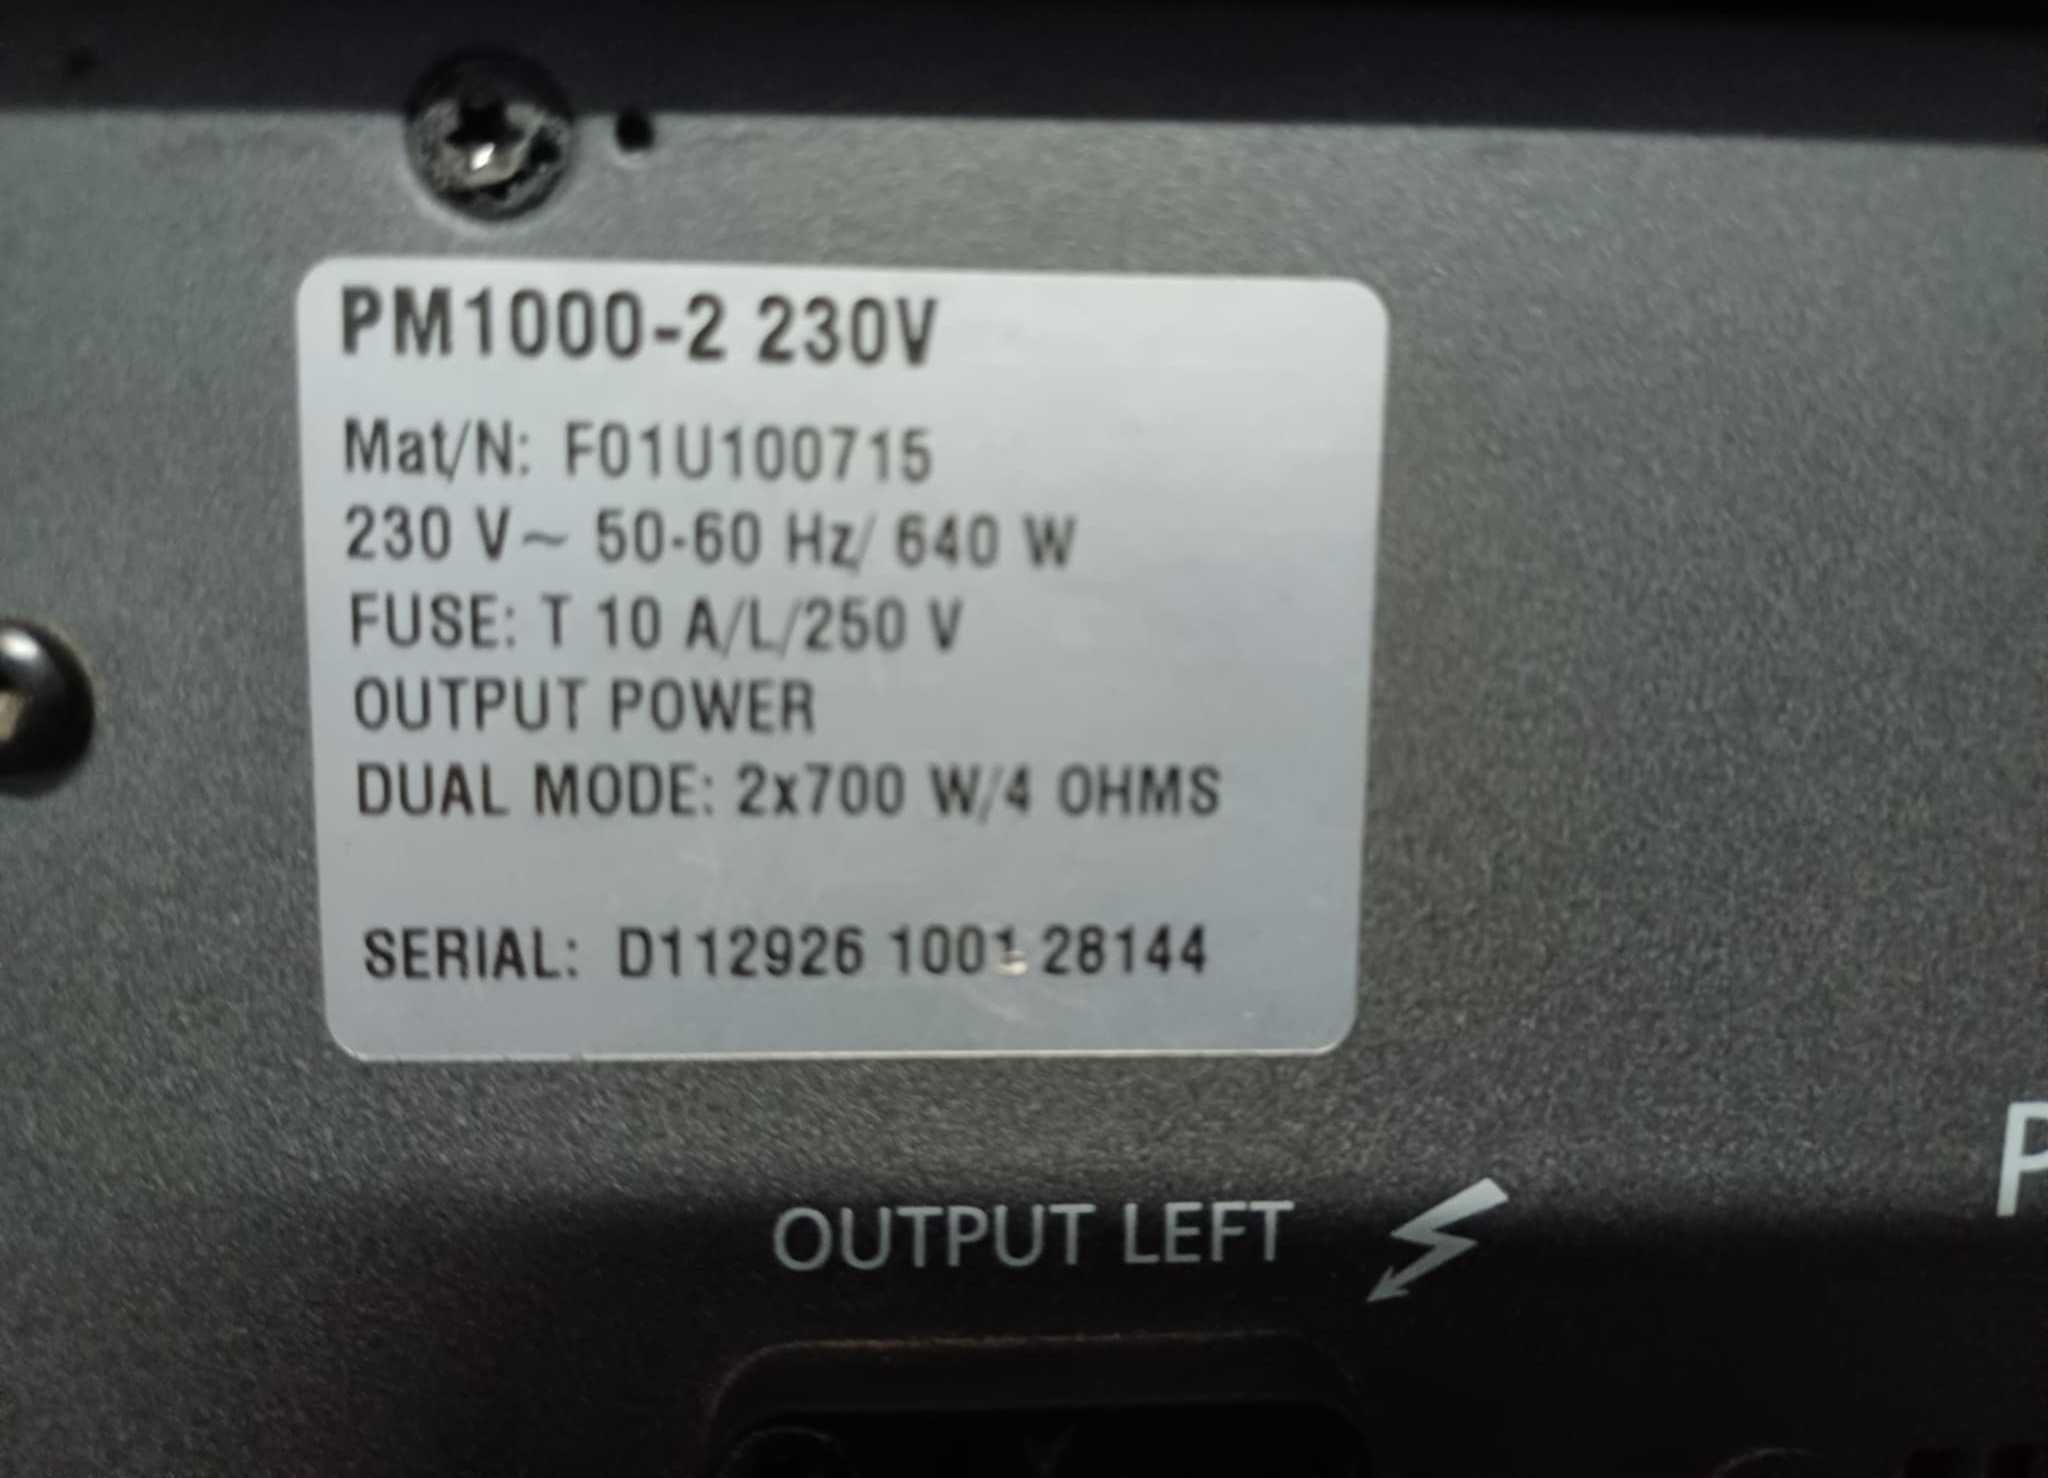 PM1000-2 230V
Mat/N: F01U100715
230 V~ 50-60 Hz/ 640 W
FUSE: T 10 A/L/250 V
OUTPUT POWER
DUAL MODE: 2x700 W/4 OHMS
SERIAL: D112926 1001 28144
OUTPUT LEFT
P